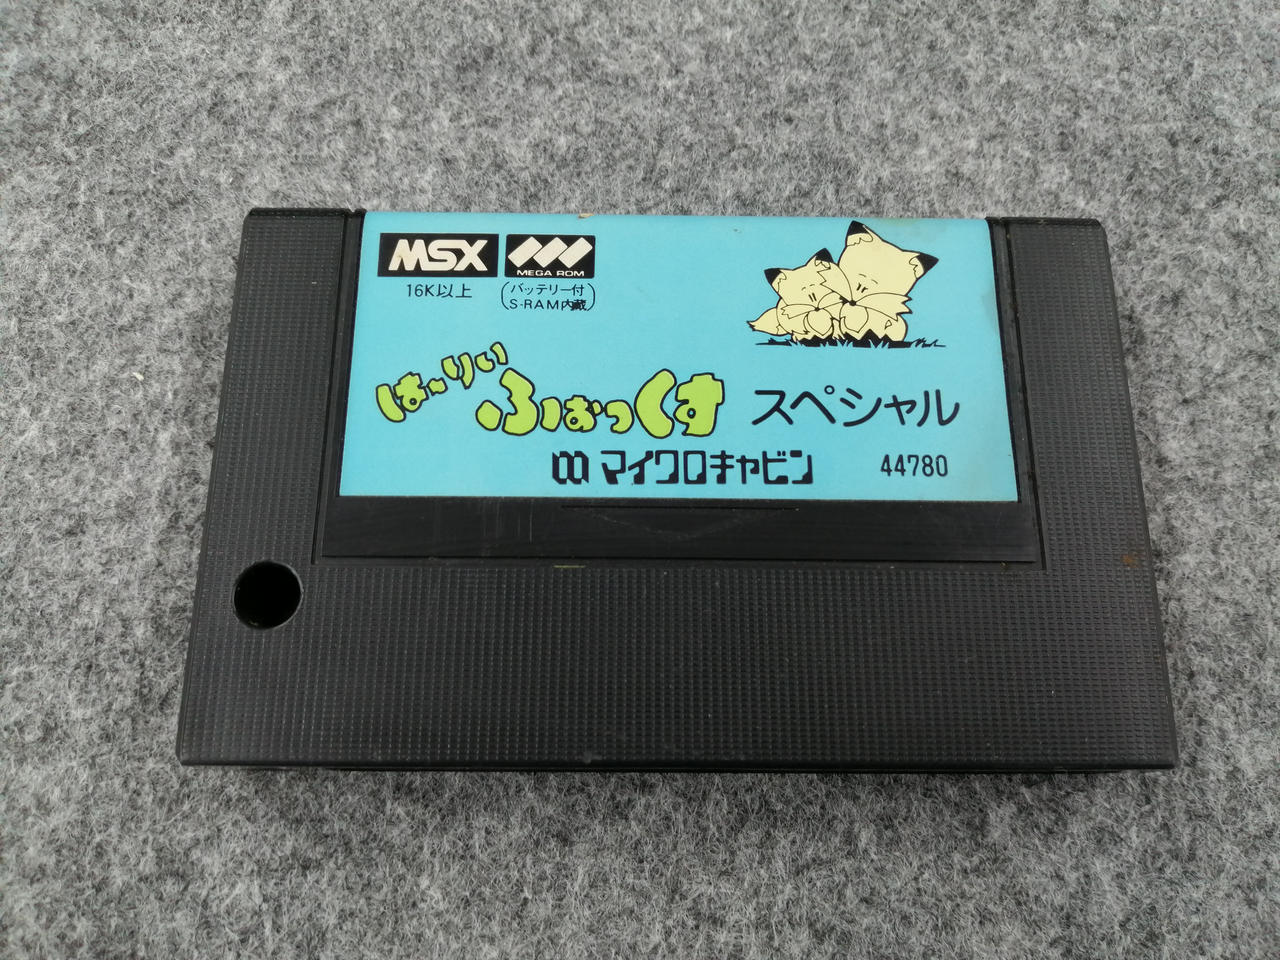 MSX
MEGA ROM
16K以上
(バッテリー付
S-RAM内蔵)
は〜りぃ ふぉっくす スペシャル
マイクロキャビン
44780